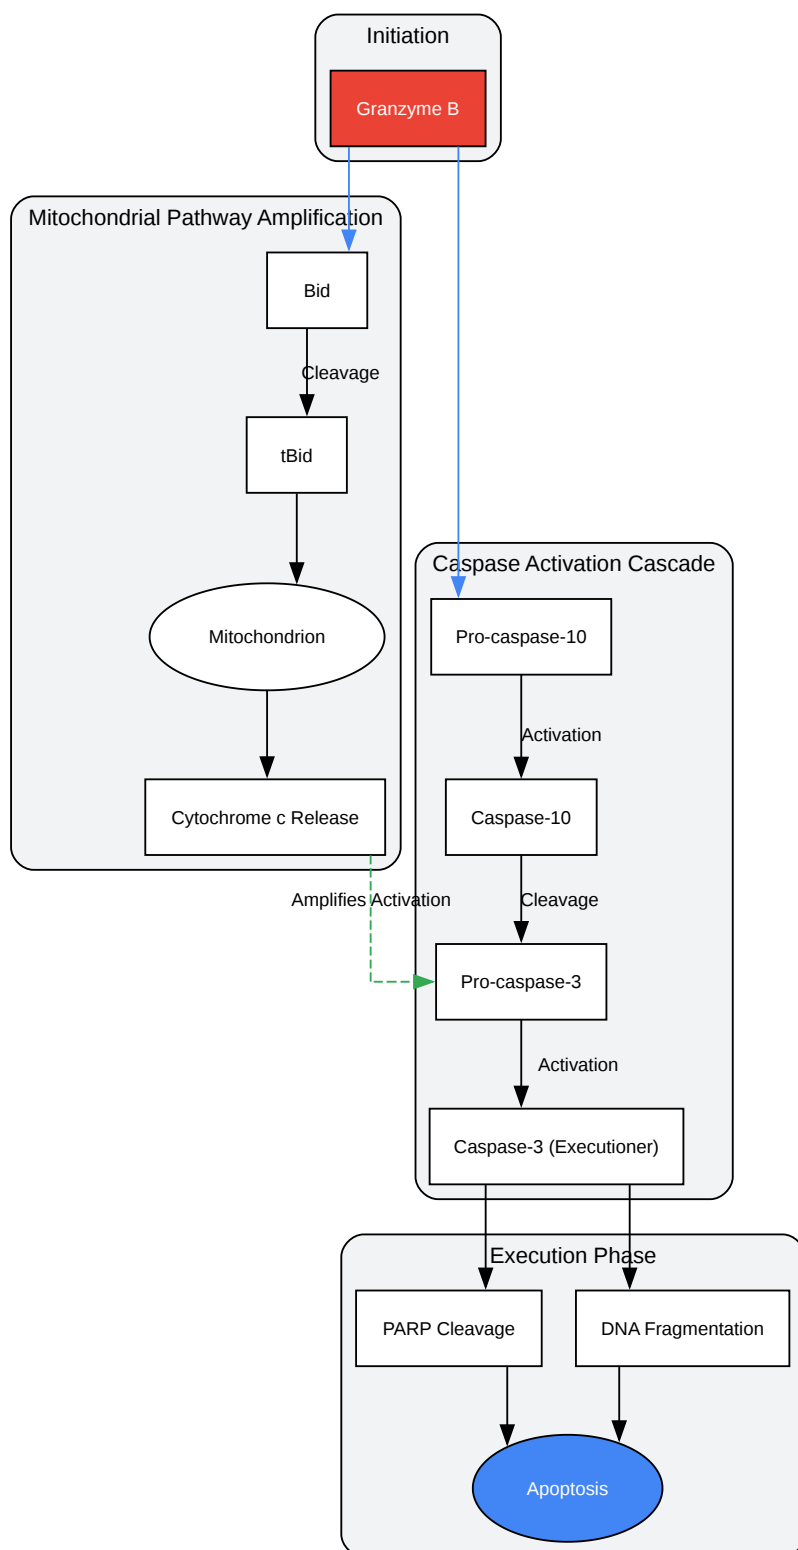 Initiation
Granzyme B
Mitochondrial Pathway Amplification
Bid
Cleavage
tBid
Mitochondrion
Cytochrome c Release
Amplifies Activation
Caspase Activation Cascade
Pro-caspase-10
Activation
Caspase-10
Cleavage
Pro-caspase-3
Activation
Caspase-3 (Executioner)
Execution Phase
PARP Cleavage
DNA Fragmentation
Apoptosis